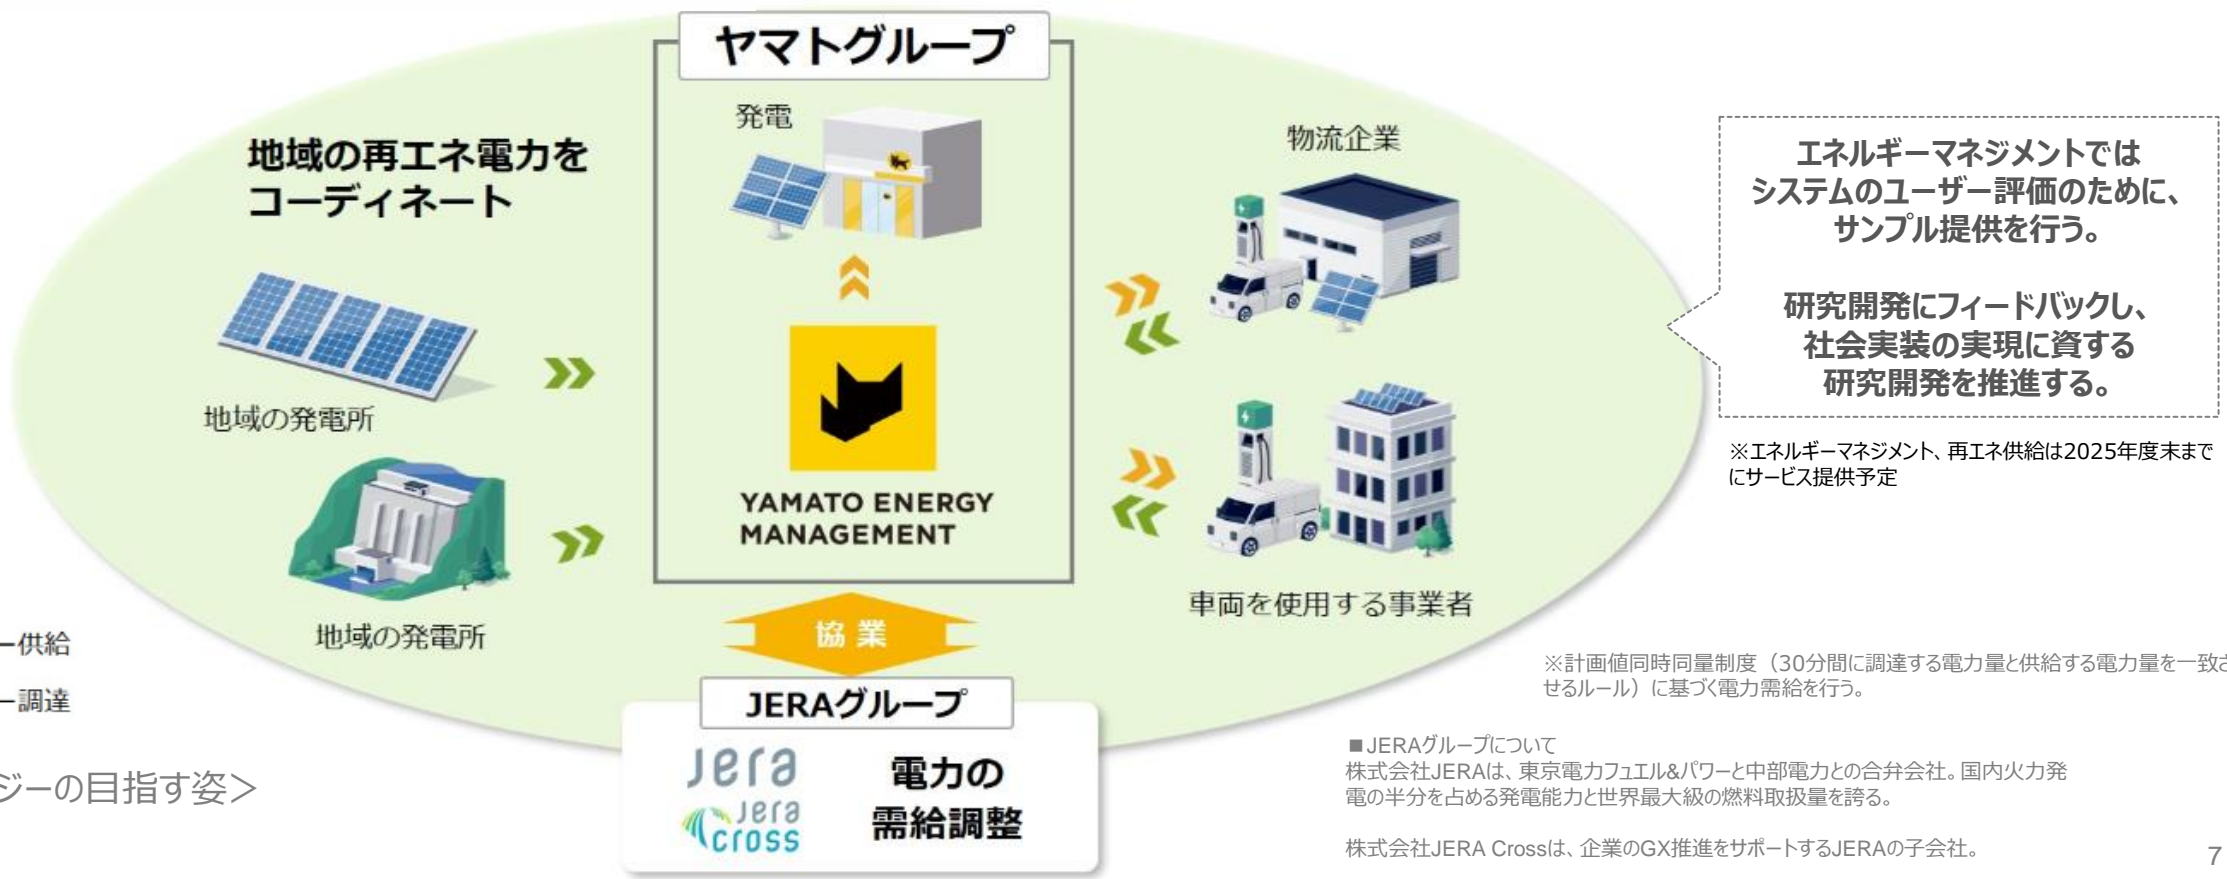 ヤマトグループ
発電
地域の再エネ電力を
コーディネート
物流企業
地域の発電所
YAMATO ENERGY
MANAGEMENT
地域の発電所
車両を使用する事業者
協業
JERAグループ
Jera
Jera
cross
電力の
需給調整
ー供給
ー調達
ジーの目指す姿＞
エネルギーマネジメントでは
システムのユーザー評価のために、
サンプル提供を行う。
研究開発にフィードバックし、
社会実装の実現に資する
研究開発を推進する。
※エネルギーマネジメント、再エネ供給は2025年度末まで
にサービス提供予定
※計画値同時同量制度（30分間に調達する電力量と供給する電力量を一致さ
せるルール）に基づく電力需給を行う。
■JERAグループについて
株式会社JERAは、東京電力フュエル&パワーと中部電力との合弁会社。国内火力発
電の半分を占める発電能力と世界最大級の燃料取扱量を誇る。
株式会社JERA Crossは、企業のGX推進をサポートするJERAの子会社。
7